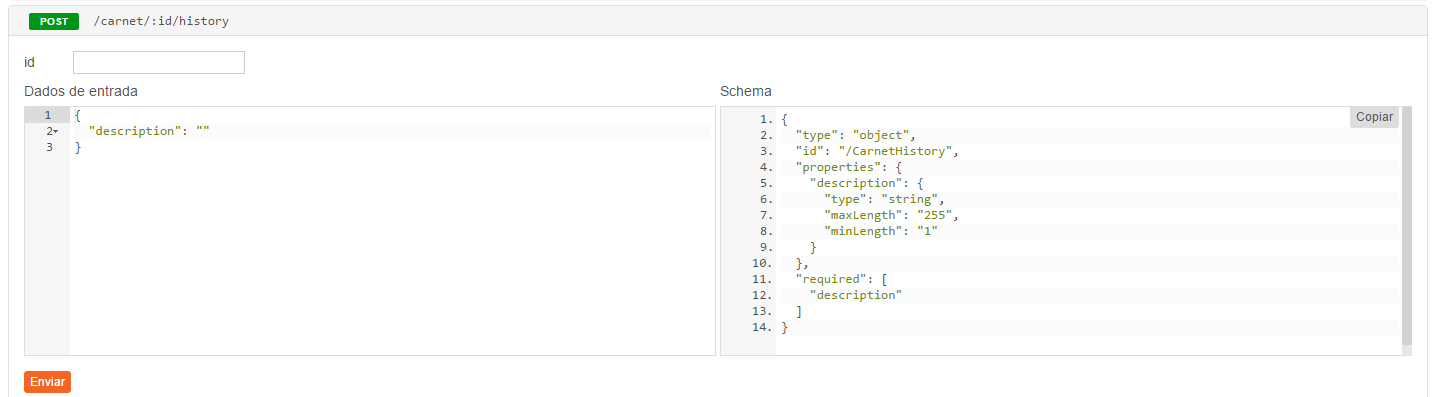 POST /carnet/:id/history
id
Dados de entrada
1 {
2 "description": ""
3 }
Schema
Copiar
1. {
2. "type": "object",
3. "id": "/CarnetHistory",
4. "properties": {
5. "description": {
6. "type": "string",
7. "maxLength": "255",
8. "minLength": "1"
9. }
10. },
11. "required": [
12. "description"
13. ]
14. }
Enviar